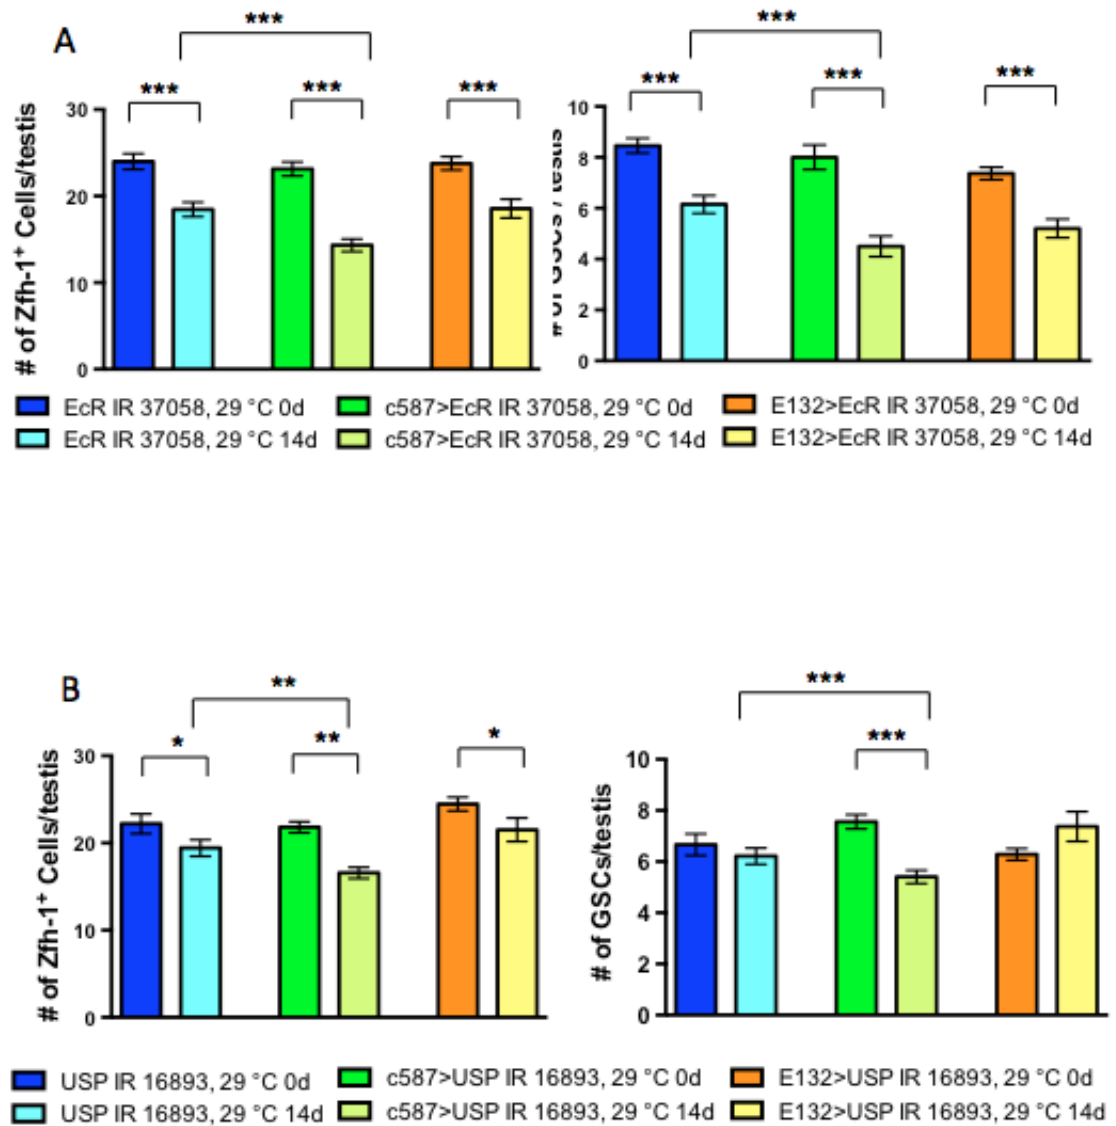 A
***
***
***
***
***
***
***
***
# of Zfh-1+ Cells/testis
30
20
10
0
# of GSCs / testis
10
8
6
4
2
0
EcR IR 37058, 29 °C 0d
c587>EcR IR 37058, 29 °C 0d
E132>EcR IR 37058, 29 °C 0d
EcR IR 37058, 29 °C 14d
c587>EcR IR 37058, 29 °C 14d
E132>EcR IR 37058, 29 °C 14d
B
**
*
**
*
***
***
# of Zfh-1+ Cells/testis
30
20
10
0
# of GSCs/testis
10
8
6
4
2
0
USP IR 16893, 29 °C 0d
c587>USP IR 16893, 29 °C 0d
E132>USP IR 16893, 29 °C 0d
USP IR 16893, 29 °C 14d
c587>USP IR 16893, 29 °C 14d
E132>USP IR 16893, 29 °C 14d